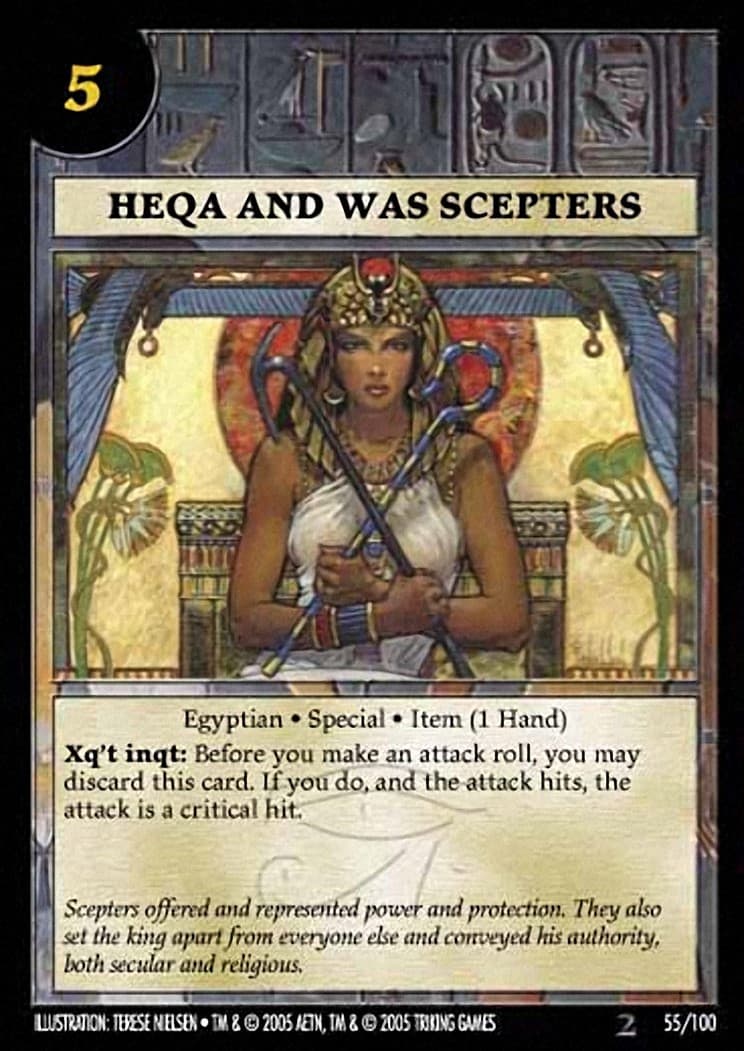 5
HEQA AND WAS SCEPTERS
Egyptian • Special • Item (1 Hand)
Xq't inqt: Before you make an attack roll, you may
discard this card. If you do, and the attack hits, the
attack is a critical hit.
Scepters offered and represented power and protection. They also
set the king apart from everyone else and conveyed his authority,
both secular and religious.
ILLUSTRATION: TERESE NIELSEN • TM & © 2005 AETN, TM & © 2005 TRIKING GAMES 2 55/100